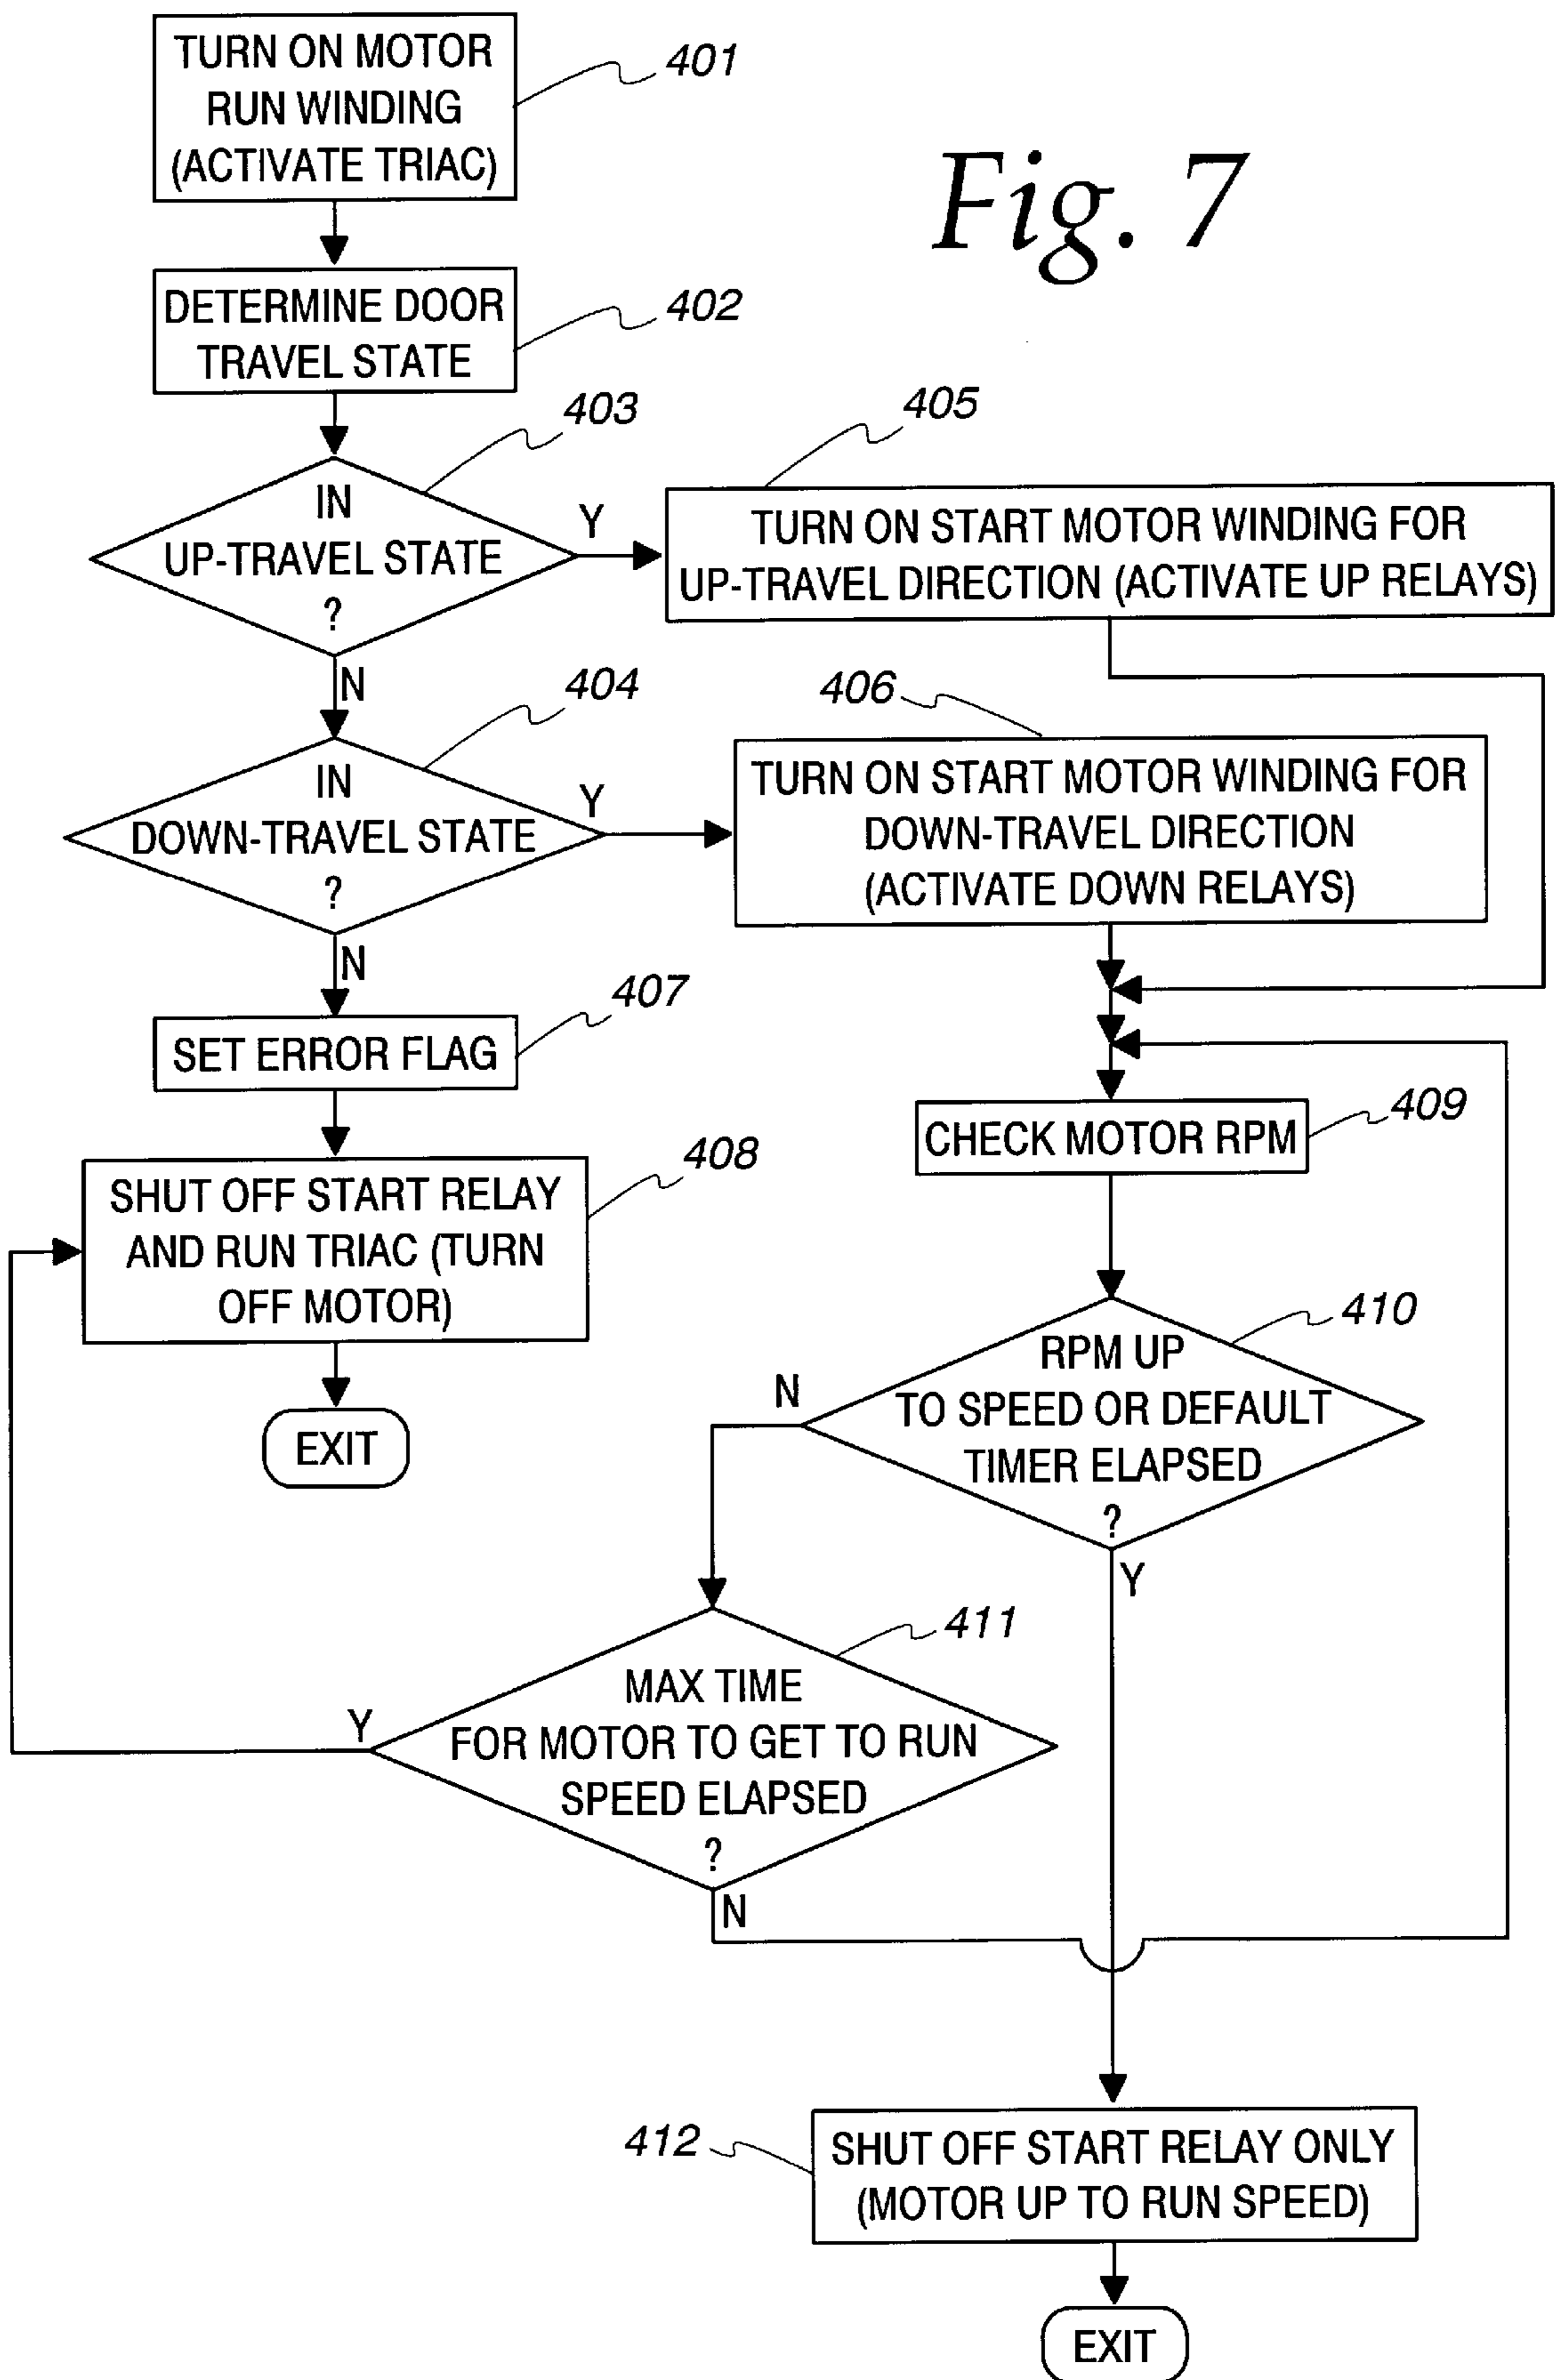 TURN ON MOTOR
RUN WINDING
(ACTIVATE TRIAC)
401
Fig. 7
DETERMINE DOOR
TRAVEL STATE
402
403
IN
UP-TRAVEL STATE
?
Y
N
405
TURN ON START MOTOR WINDING FOR
UP-TRAVEL DIRECTION (ACTIVATE UP RELAYS)
404
IN
DOWN-TRAVEL STATE
?
Y
N
406
TURN ON START MOTOR WINDING FOR
DOWN-TRAVEL DIRECTION
(ACTIVATE DOWN RELAYS)
407
SET ERROR FLAG
408
SHUT OFF START RELAY
AND RUN TRIAC (TURN
OFF MOTOR)
EXIT
409
CHECK MOTOR RPM
410
RPM UP
TO SPEED OR DEFAULT
TIMER ELAPSED
?
N
Y
411
MAX TIME
FOR MOTOR TO GET TO RUN
SPEED ELAPSED
?
Y
N
412
SHUT OFF START RELAY ONLY
(MOTOR UP TO RUN SPEED)
EXIT